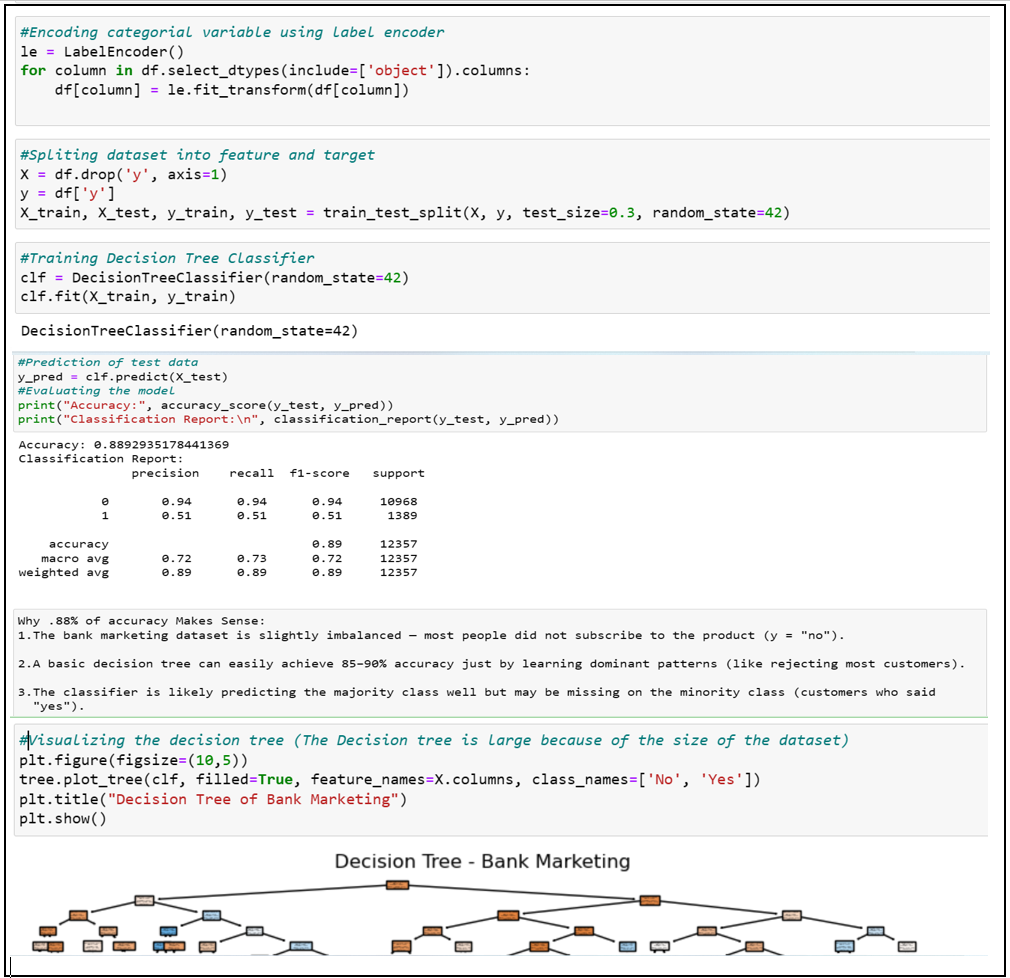 #Encoding categorial variable using label encoder
le = LabelEncoder()
for column in df.select_dtypes(include=['object']).columns:
    df[column] = le.fit_transform(df[column])
#Spliting dataset into feature and target
X = df.drop('y', axis=1)
y = df['y']
X_train, X_test, y_train, y_test = train_test_split(X, y, test_size=0.3, random_state=42)
#Training Decision Tree Classifier
clf = DecisionTreeClassifier(random_state=42)
clf.fit(X_train, y_train)
DecisionTreeClassifier(random_state=42)
#Prediction of test data
y_pred = clf.predict(X_test)
#Evaluating the model
print("Accuracy:", accuracy_score(y_test, y_pred))
print("Classification Report:\n", classification_report(y_test, y_pred))
Accuracy: 0.8892935178441369
Classification Report:
               precision    recall  f1-score   support
           0       0.94      0.94      0.94     10968
           1       0.51      0.51      0.51      1389
    accuracy                           0.89     12357
   macro avg       0.72      0.73      0.72     12357
weighted avg       0.89      0.89      0.89     12357
Why .88% of accuracy Makes Sense:
1.The bank marketing dataset is slightly imbalanced — most people did not subscribe to the product (y = "no").
2.A basic decision tree can easily achieve 85–90% accuracy just by learning dominant patterns (like rejecting most customers).
3.The classifier is likely predicting the majority class well but may be missing on the minority class (customers who said
"yes").
#Visualizing the decision tree (The Decision tree is large because of the size of the dataset)
plt.figure(figsize=(10,5))
tree.plot_tree(clf, filled=True, feature_names=X.columns, class_names=['No', 'Yes'])
plt.title("Decision Tree of Bank Marketing")
plt.show()
Decision Tree - Bank Marketing